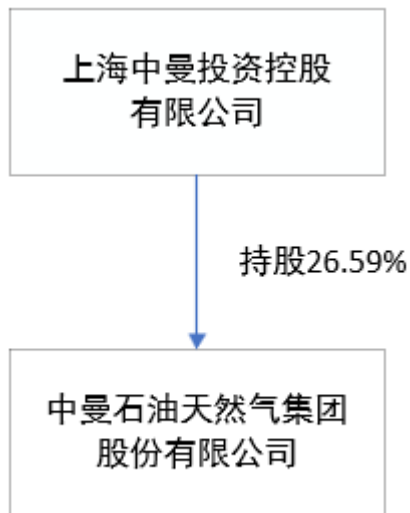 上海中曼投资控股
有限公司
持股26.59%
中曼石油天然气集团
股份有限公司